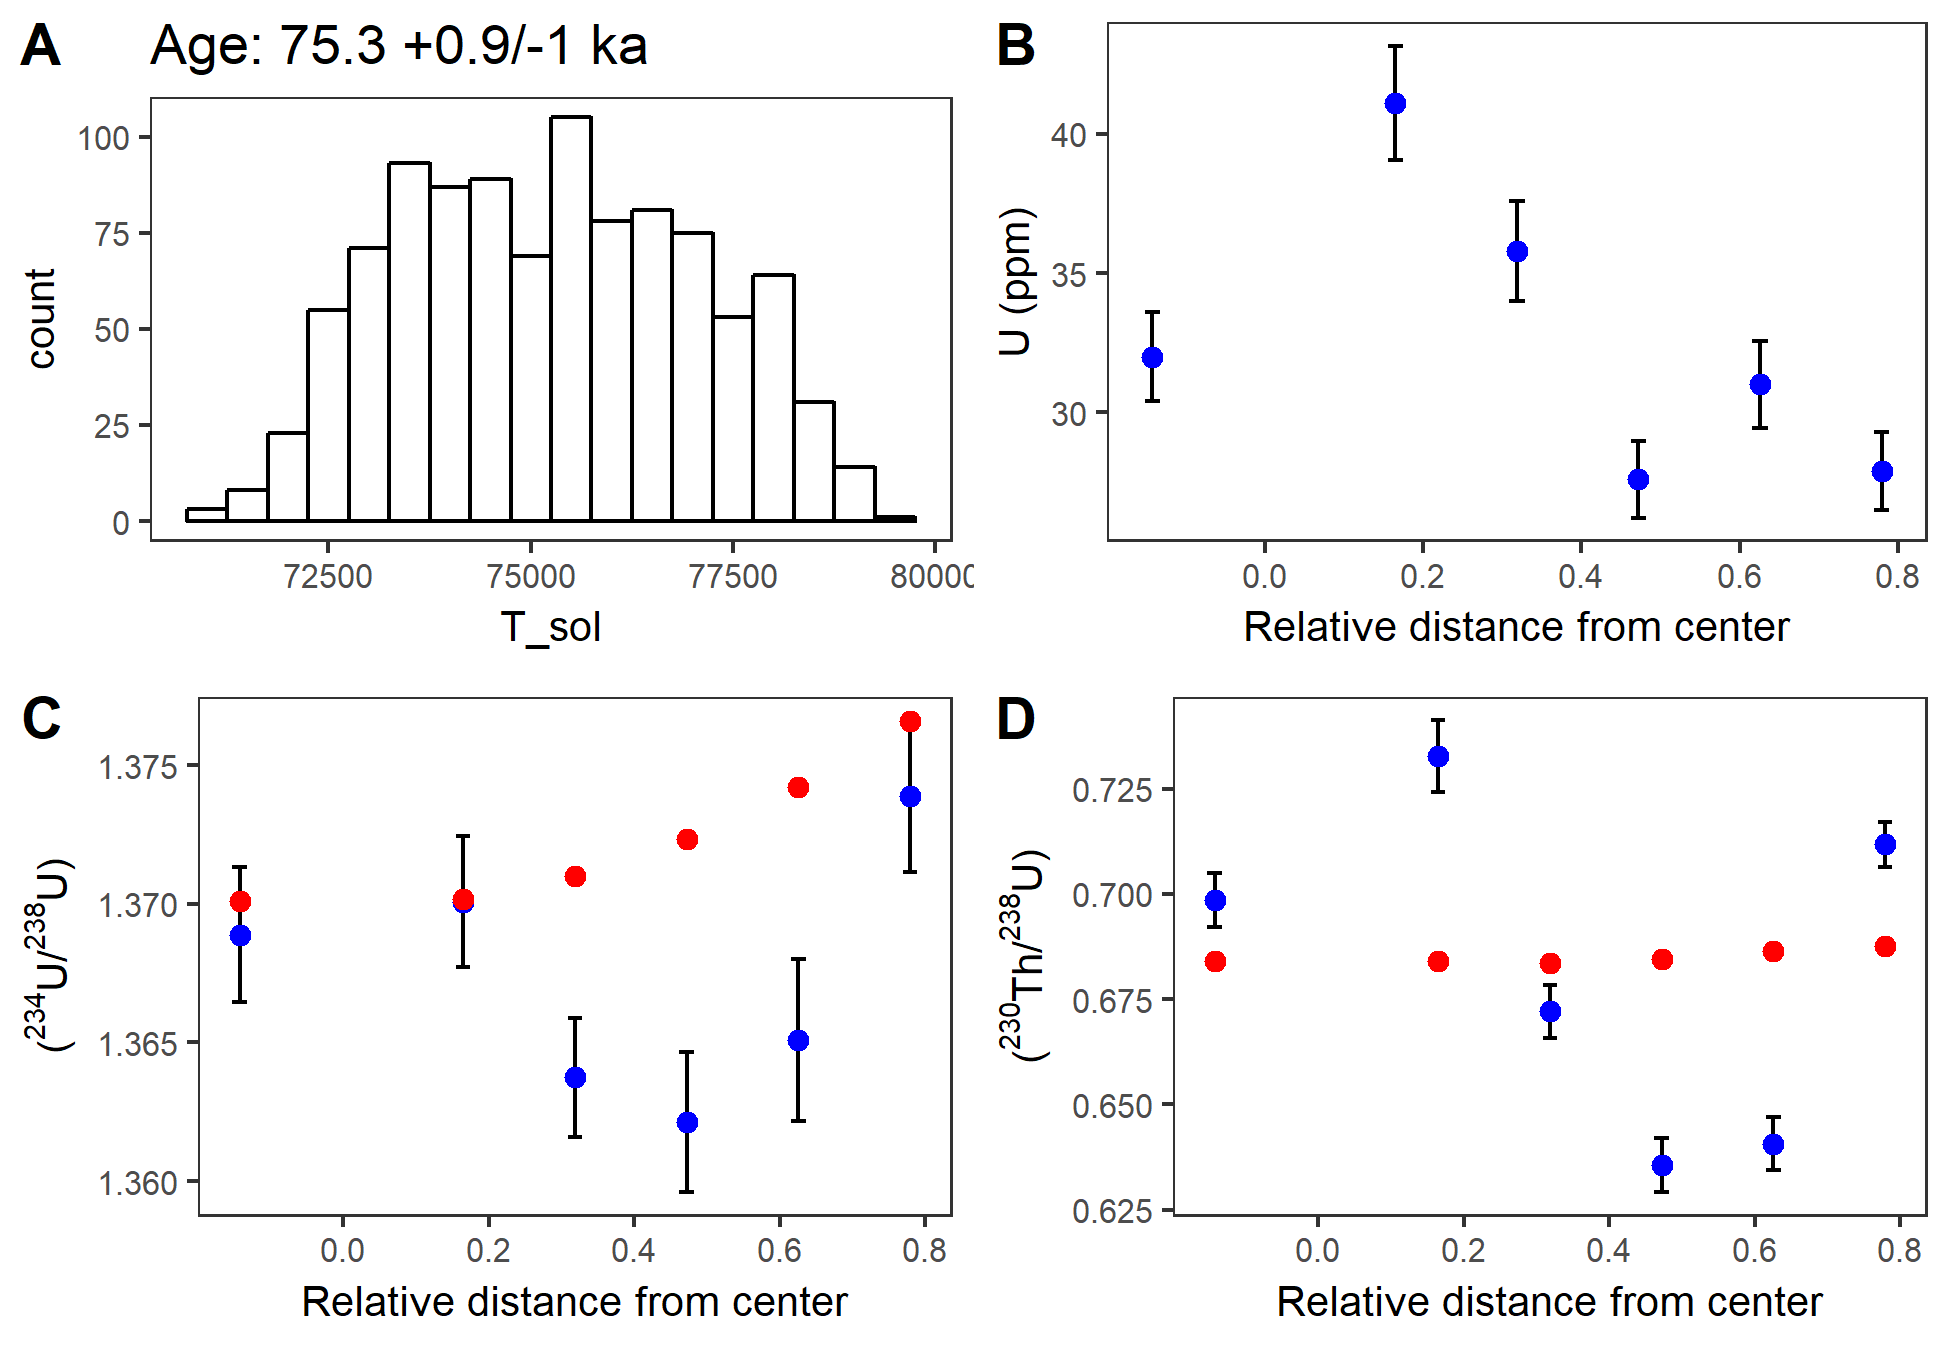 A
Age: 75.3 +0.9/-1 ka
100
75
50
25
0
count
72500
75000
77500
80000
T_sol
B
40
35
30
U (ppm)
0.0
0.2
0.4
0.6
0.8
Relative distance from center
C
1.375
1.370
1.365
1.360
(²³⁴U/²³⁸U)
0.0
0.2
0.4
0.6
0.8
Relative distance from center
D
0.725
0.700
0.675
0.650
0.625
(²³⁰Th/²³⁸U)
0.0
0.2
0.4
0.6
0.8
Relative distance from center